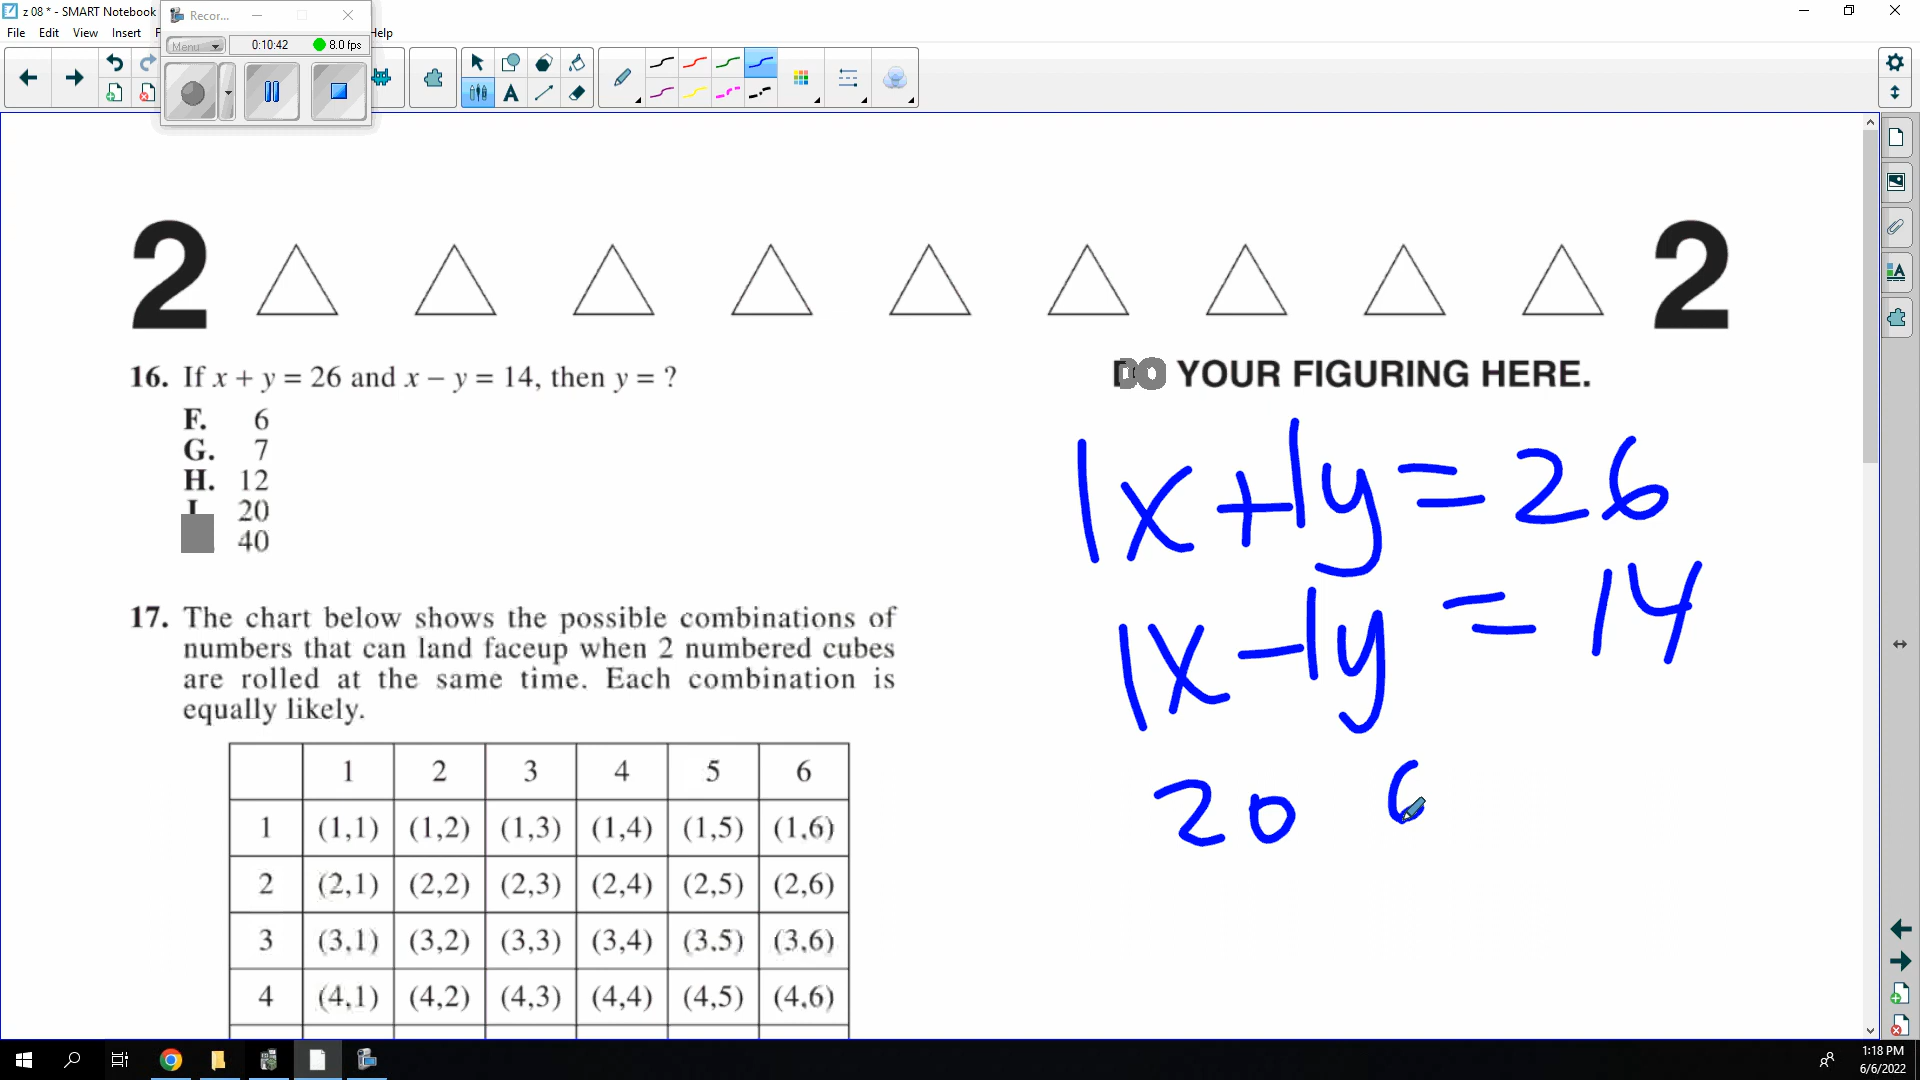 z 08 * - SMART Notebook
Recor...
File Edit View Insert
Help
Menu
0:10:42
8.0 fps
2 2
16. If x + y = 26 and x − y = 14, then y = ?
F. 6
G. 7
H. 12
20
40
DO YOUR FIGURING HERE.
1x+1y=26
1x-1y=14
20 6
17. The chart below shows the possible combinations of
numbers that can land faceup when 2 numbered cubes
are rolled at the same time. Each combination is
equally likely.
1 2 3 4 5 6
1 (1,1) (1,2) (1,3) (1,4) (1,5) (1,6)
2 (2,1) (2,2) (2,3) (2,4) (2,5) (2,6)
3 (3,1) (3,2) (3,3) (3,4) (3,5) (3,6)
4 (4,1) (4,2) (4,3) (4,4) (4,5) (4,6)
1:18 PM
6/6/2022